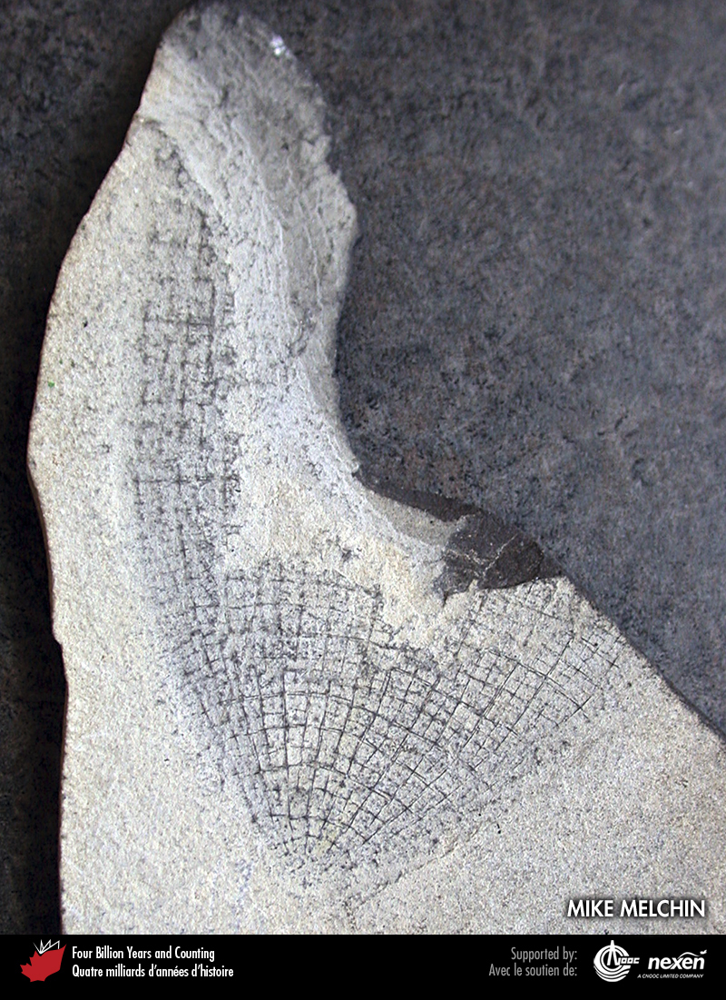 MIKE MELCHIN
Four Billion Years and Counting
Quatre milliards d'années d'histoire
Supported by:
Avec le soutien de:
CNOOC
nexen
A CNOOC LIMITED COMPANY